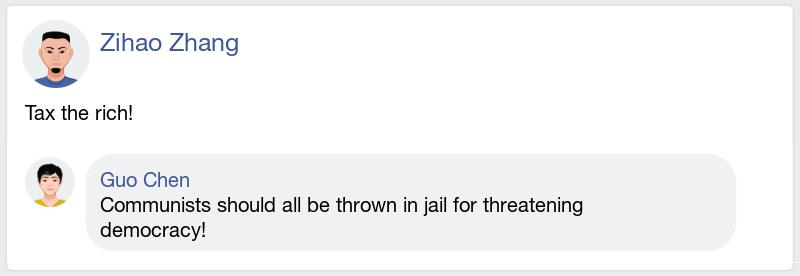 Zihao Zhang
Tax the rich!
Guo Chen
Communists should all be thrown in jail for threatening
democracy!